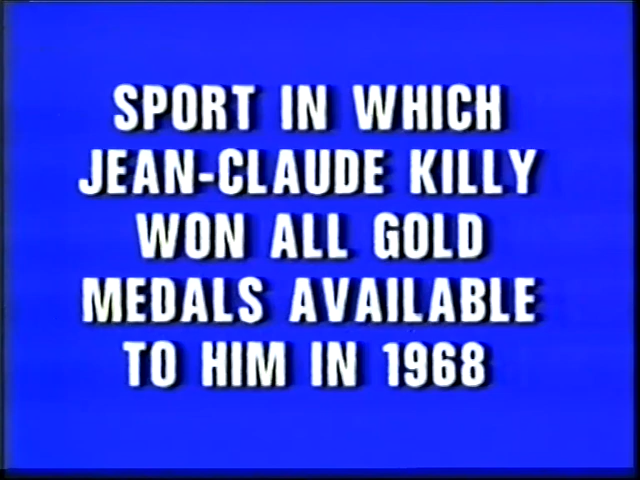 SPORT IN WHICH
JEAN-CLAUDE KILLY
WON ALL GOLD
MEDALS AVAILABLE
TO HIM IN 1968